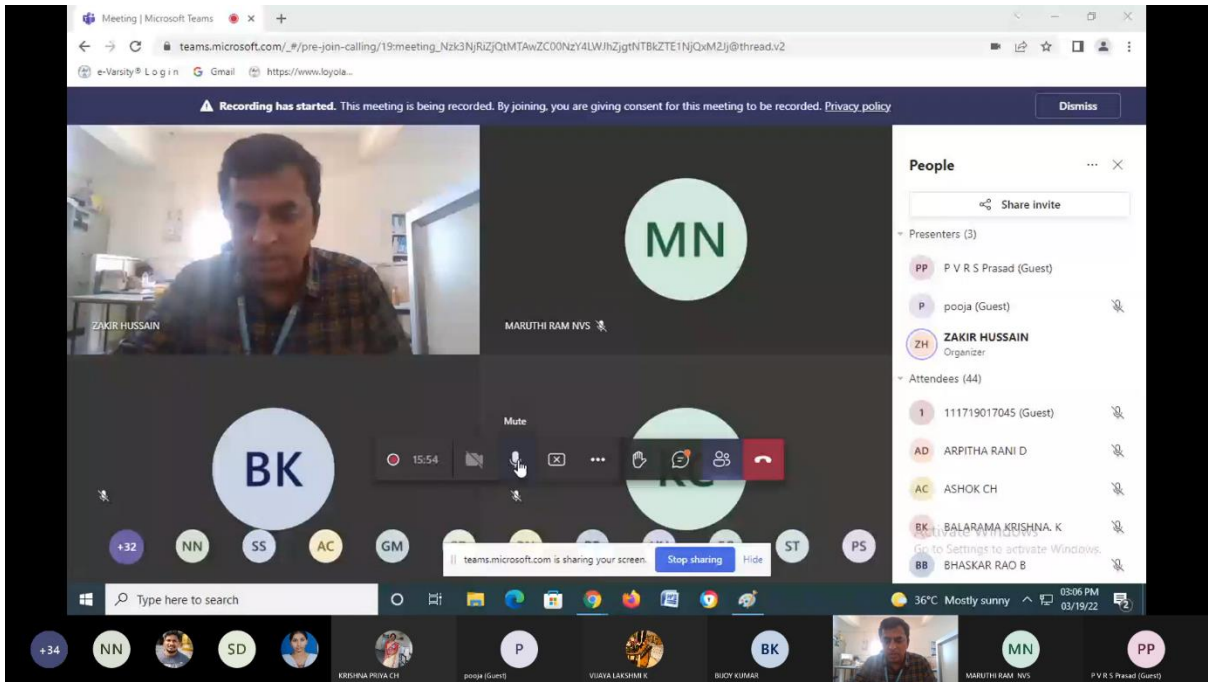 Meeting | Microsoft Teams
teams.microsoft.com/_#/pre-join-calling/19:meeting_Nzk3NjRiZjQtMTAwZC00NzY4LWJhZjgtNTBkZTE1NjQxM2Jj@thread.v2
e-Varsity® L o g i n Gmail https://www.loyola...
Recording has started. This meeting is being recorded. By joining, you are giving consent for this meeting to be recorded. Privacy policy Dismiss
ZAKIR HUSSAIN
MN
MARUTHI RAM NVS
People
Share invite
Presenters (3)
PP P V R S Prasad (Guest)
P pooja (Guest)
ZH ZAKIR HUSSAIN
Organizer
Attendees (44)
1 111719017045 (Guest)
AD ARPITHA RANI D
AC ASHOK CH
BK BALARAMA KRISHNA. K
Activate Windows
Go to Settings to activate Windows.
BB BHASKAR RAO B
Mute
BK
15:54
+32 NN SS AC GM ST PS
teams.microsoft.com is sharing your screen. Stop sharing Hide
Type here to search
36°C Mostly sunny
03:06 PM
03/19/22
2
+34 NN SD P BK MN PP
KRISHNA PRIYA CH pooja (Guest) VIJAYA LAKSHMI K BIJOY KUMAR MARUTHI RAM NVS P V R S Prasad (Guest)